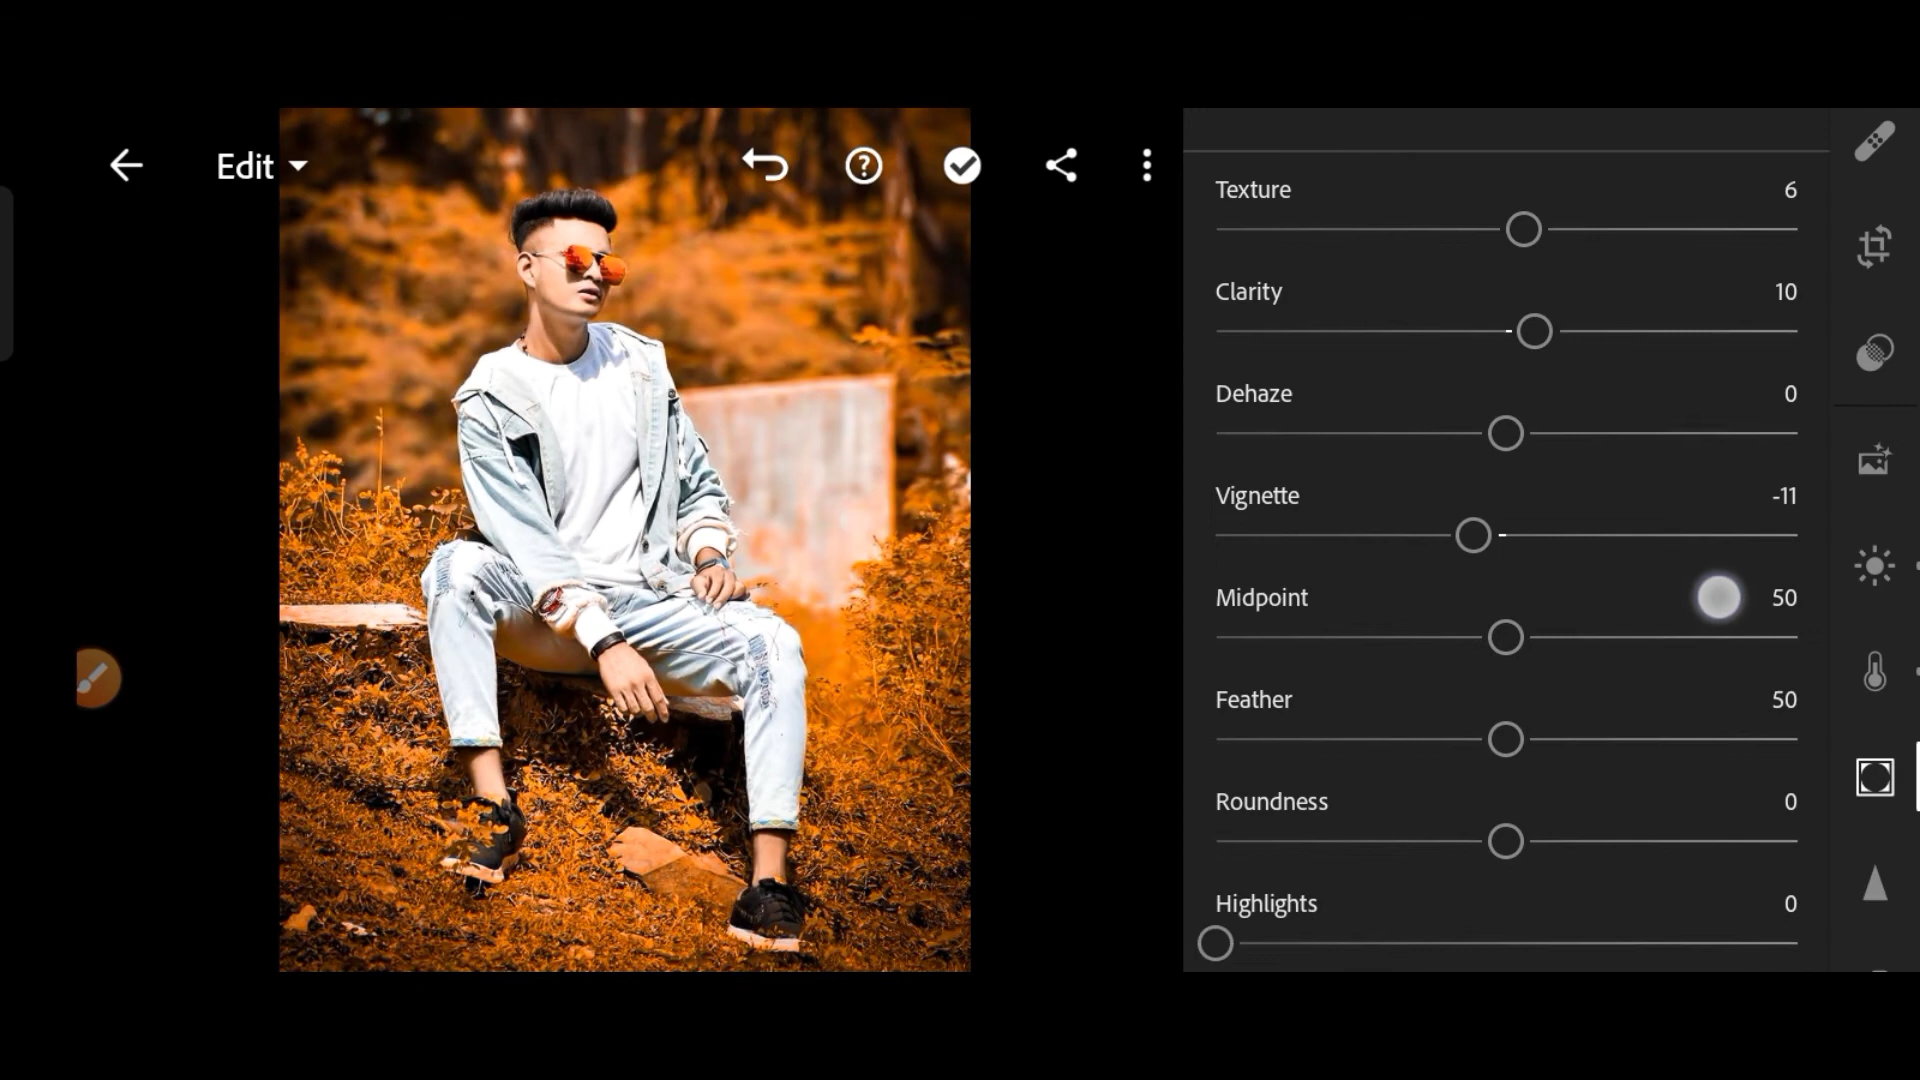 Edit
Texture 6
Clarity 10
Dehaze 0
Vignette -11
Midpoint 50
Feather 50
Roundness 0
Highlights 0